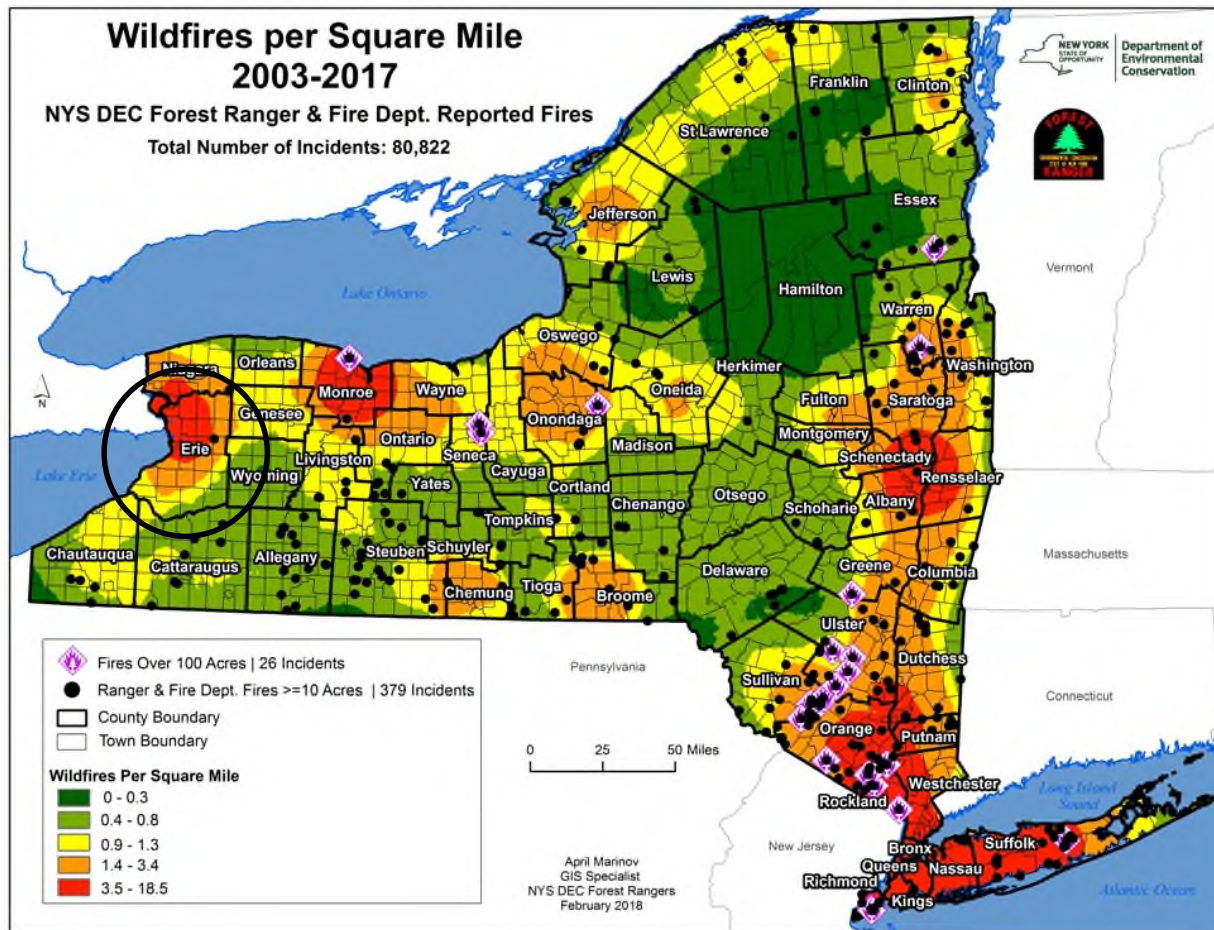 Wildfires per Square Mile
2003-2017
NYS DEC Forest Ranger & Fire Dept. Reported Fires
Total Number of Incidents: 80,822
NEW YORK
STATE OF
OPPORTUNITY
Department of
Environmental
Conservation
FOREST
RANGER
Franklin
Clinton
St Lawrence
Jefferson
Essex
Lewis
Hamilton
Vermont
Lake Ontario
Warren
Oswego
Herkimer
Washington
Niagara
Orleans
Monroe
Wayne
Oneida
Fulton
Saratoga
N
Genesee
Onondaga
Montgomery
Erie
Ontario
Seneca
Madison
Schenectady
Lake Erie
Wyoming
Livingston
Cayuga
Rensselaer
Yates
Cortland
Otsego
Albany
Chenango
Schoharie
Tompkins
Massachusetts
Chautauqua
Cattaraugus
Allegany
Steuben
Schuyler
Greene
Columbia
Delaware
Chemung
Tioga
Broome
Ulster
Pennsylvania
Sullivan
Dutchess
Connecticut
Orange
Putnam
Westchester
Rockland
Long Island
Sound
New Jersey
Bronx
Suffolk
Queens
Nassau
Richmond
Kings
Atlantic Ocean
Fires Over 100 Acres | 26 Incidents
Ranger & Fire Dept. Fires >=10 Acres | 379 Incidents
County Boundary
Town Boundary
Wildfires Per Square Mile
0 - 0.3
0.4 - 0.8
0.9 - 1.3
1.4 - 3.4
3.5 - 18.5
0 25 50 Miles
April Marinov
GIS Specialist
NYS DEC Forest Rangers
February 2018